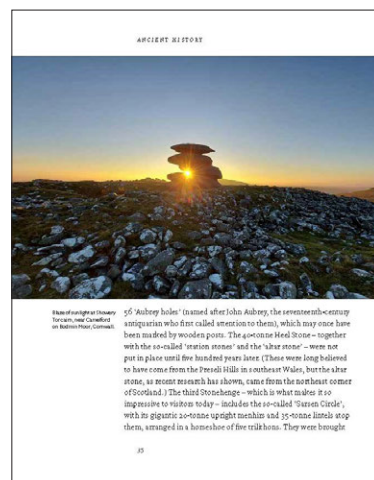 ANCIENT HISTORY
Blaze of sunlight at Showery
Tor cairn, near Camelford
on Bodmin Moor, Cornwall.
56 ‘Aubrey holes’ (named after John Aubrey, the seventeenth-century
antiquarian who first called attention to them), which may once have
been marked by wooden posts. The 40-tonne Heel Stone – together
with the so-called ‘station stones’ and the ‘altar stone’ – were not
put in place until five hundred years later. (These were long believed
to have come from the Preseli Hills in southeast Wales, but the altar
stone, as recent research has shown, came from the northeast corner
of Scotland.) The third Stonehenge – which is what makes it so
impressive to visitors today – includes the so-called ‘Sarsen Circle’,
with its gigantic 20-tonne upright menhirs and 35-tonne lintels atop
them, arranged in a horseshoe of five trilithons. They were brought
35